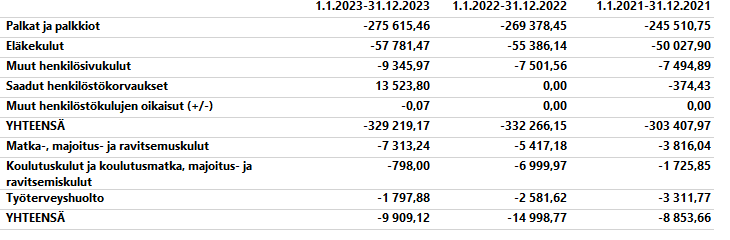 1.1.2023-31.12.2023 1.1.2022-31.12.2022 1.1.2021-31.12.2021
Palkat ja palkkiot -275 615,46 -269 378,45 -245 510,75
Eläkekulut -57 781,47 -55 386,14 -50 027,90
Muut henkilösivukulut -9 345,97 -7 501,56 -7 494,89
Saadut henkilöstökorvaukset 13 523,80 0,00 -374,43
Muut henkilöstökulujen oikaisut (+/-) -0,07 0,00 0,00
YHTEENSÄ -329 219,17 -332 266,15 -303 407,97
Matka-, majoitus- ja ravitsemuskulut -7 313,24 -5 417,18 -3 816,04
Koulutuskulut ja koulutusmatka, majoitus- ja -798,00 -6 999,97 -1 725,85
ravitsemiskulut
Työterveyshuolto -1 797,88 -2 581,62 -3 311,77
YHTEENSÄ -9 909,12 -14 998,77 -8 853,66